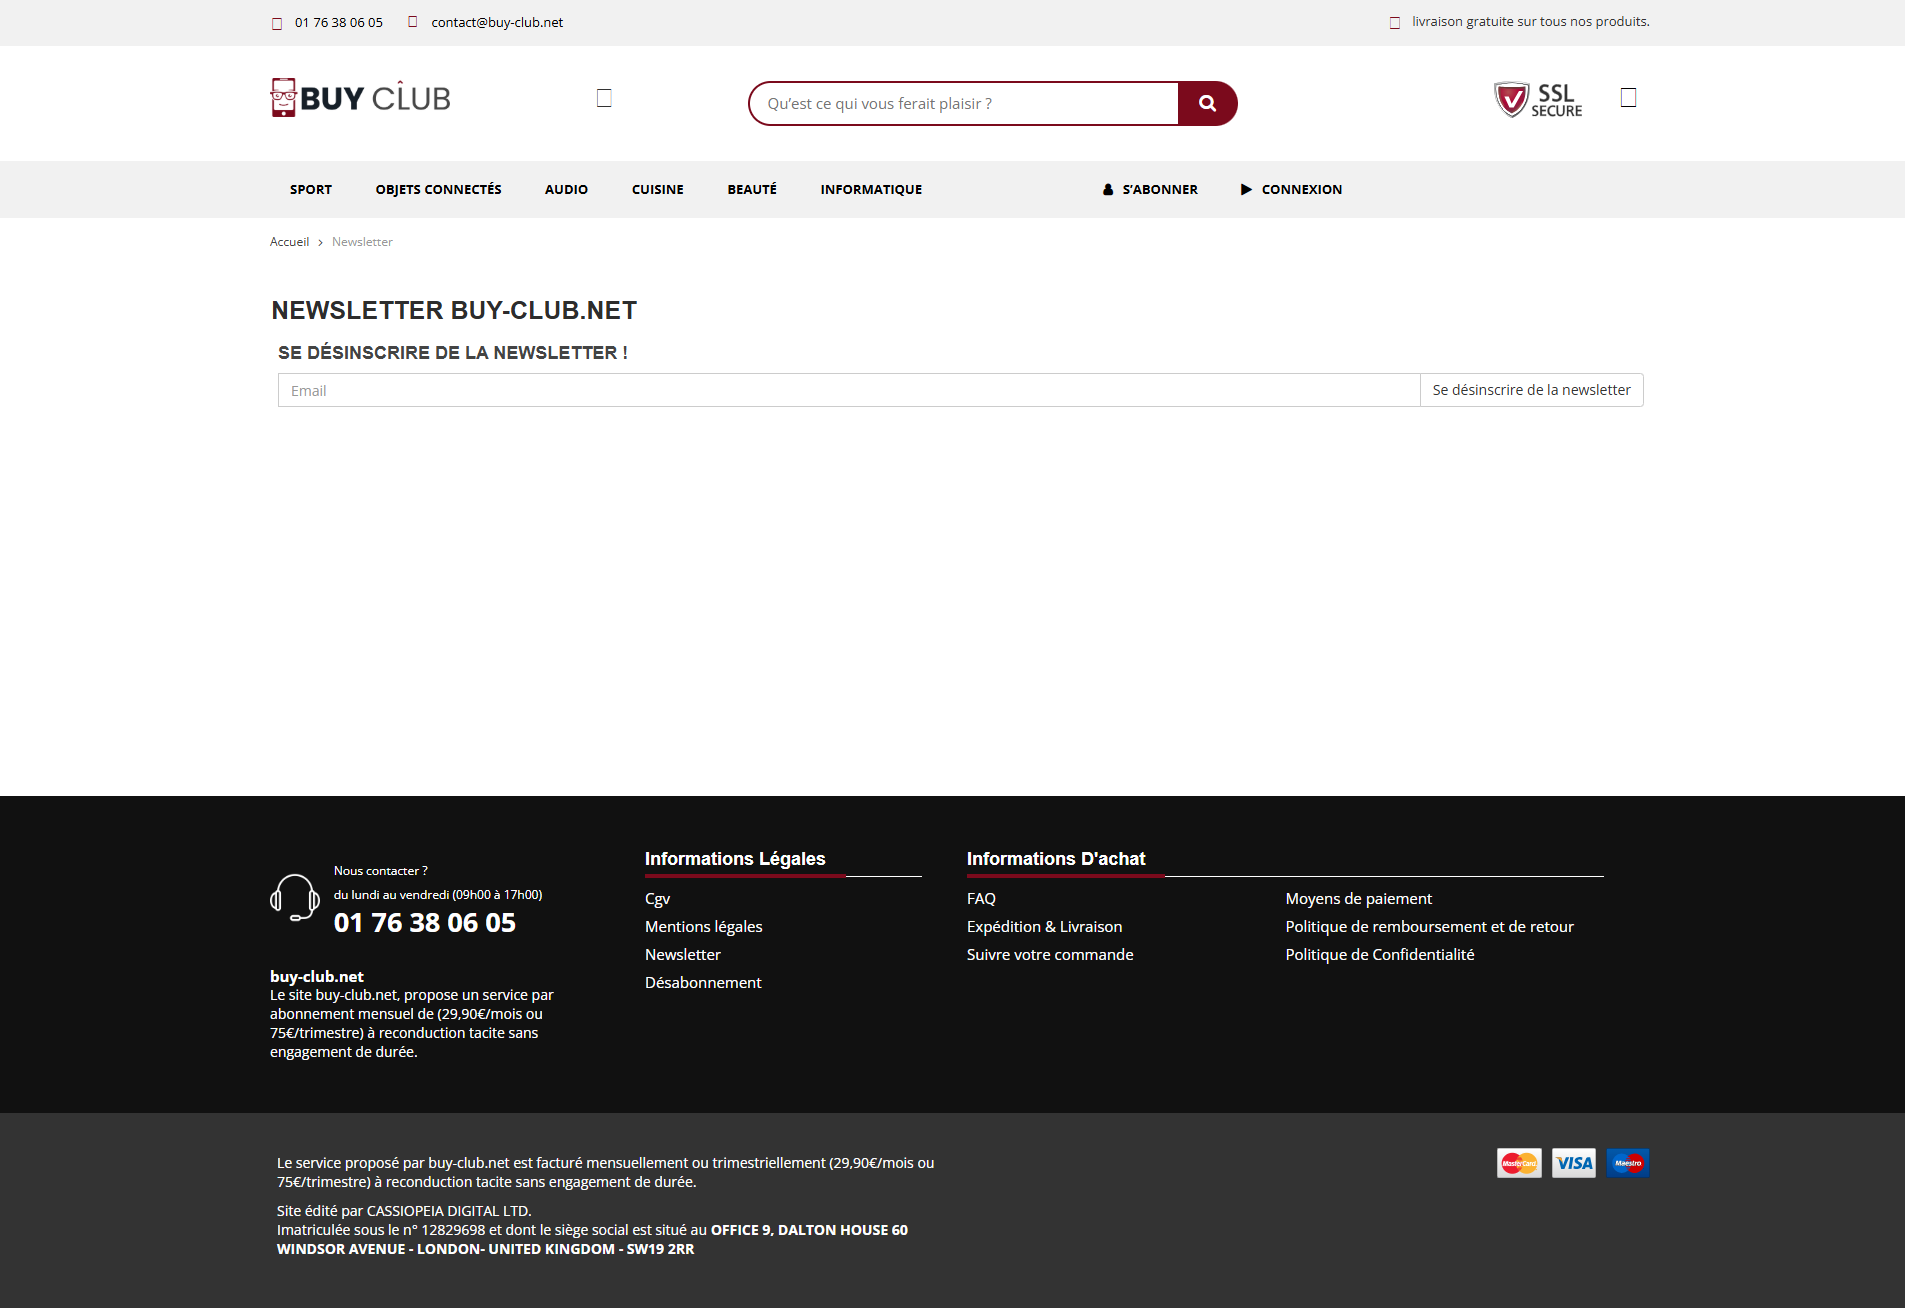 01 76 38 06 05 contact@buy-club.net livraison gratuite sur tous nos produits.
BUY CLUB
Qu'est ce qui vous ferait plaisir ?
SSL
SECURE
SPORT OBJETS CONNECTÉS AUDIO CUISINE BEAUTÉ INFORMATIQUE S'ABONNER CONNEXION
Accueil > Newsletter
NEWSLETTER BUY-CLUB.NET
SE DÉSINSCRIRE DE LA NEWSLETTER !
Email Se désinscrire de la newsletter
Nous contacter ?
du lundi au vendredi (09h00 à 17h00)
01 76 38 06 05
buy-club.net
Le site buy-club.net, propose un service par
abonnement mensuel de (29,90€/mois ou
75€/trimestre) à reconduction tacite sans
engagement de durée.
Informations Légales
Cgv
Mentions légales
Newsletter
Désabonnement
Informations D'achat
FAQ
Expédition & Livraison
Suivre votre commande
Moyens de paiement
Politique de remboursement et de retour
Politique de Confidentialité
Le service proposé par buy-club.net est facturé mensuellement ou trimestriellement (29,90€/mois ou
75€/trimestre) à reconduction tacite sans engagement de durée.
Site édité par CASSIOPEIA DIGITAL LTD.
Imatriculée sous le n° 12829698 et dont le siège social est situé au OFFICE 9, DALTON HOUSE 60
WINDSOR AVENUE - LONDON- UNITED KINGDOM - SW19 2RR
MasterCard VISA Maestro